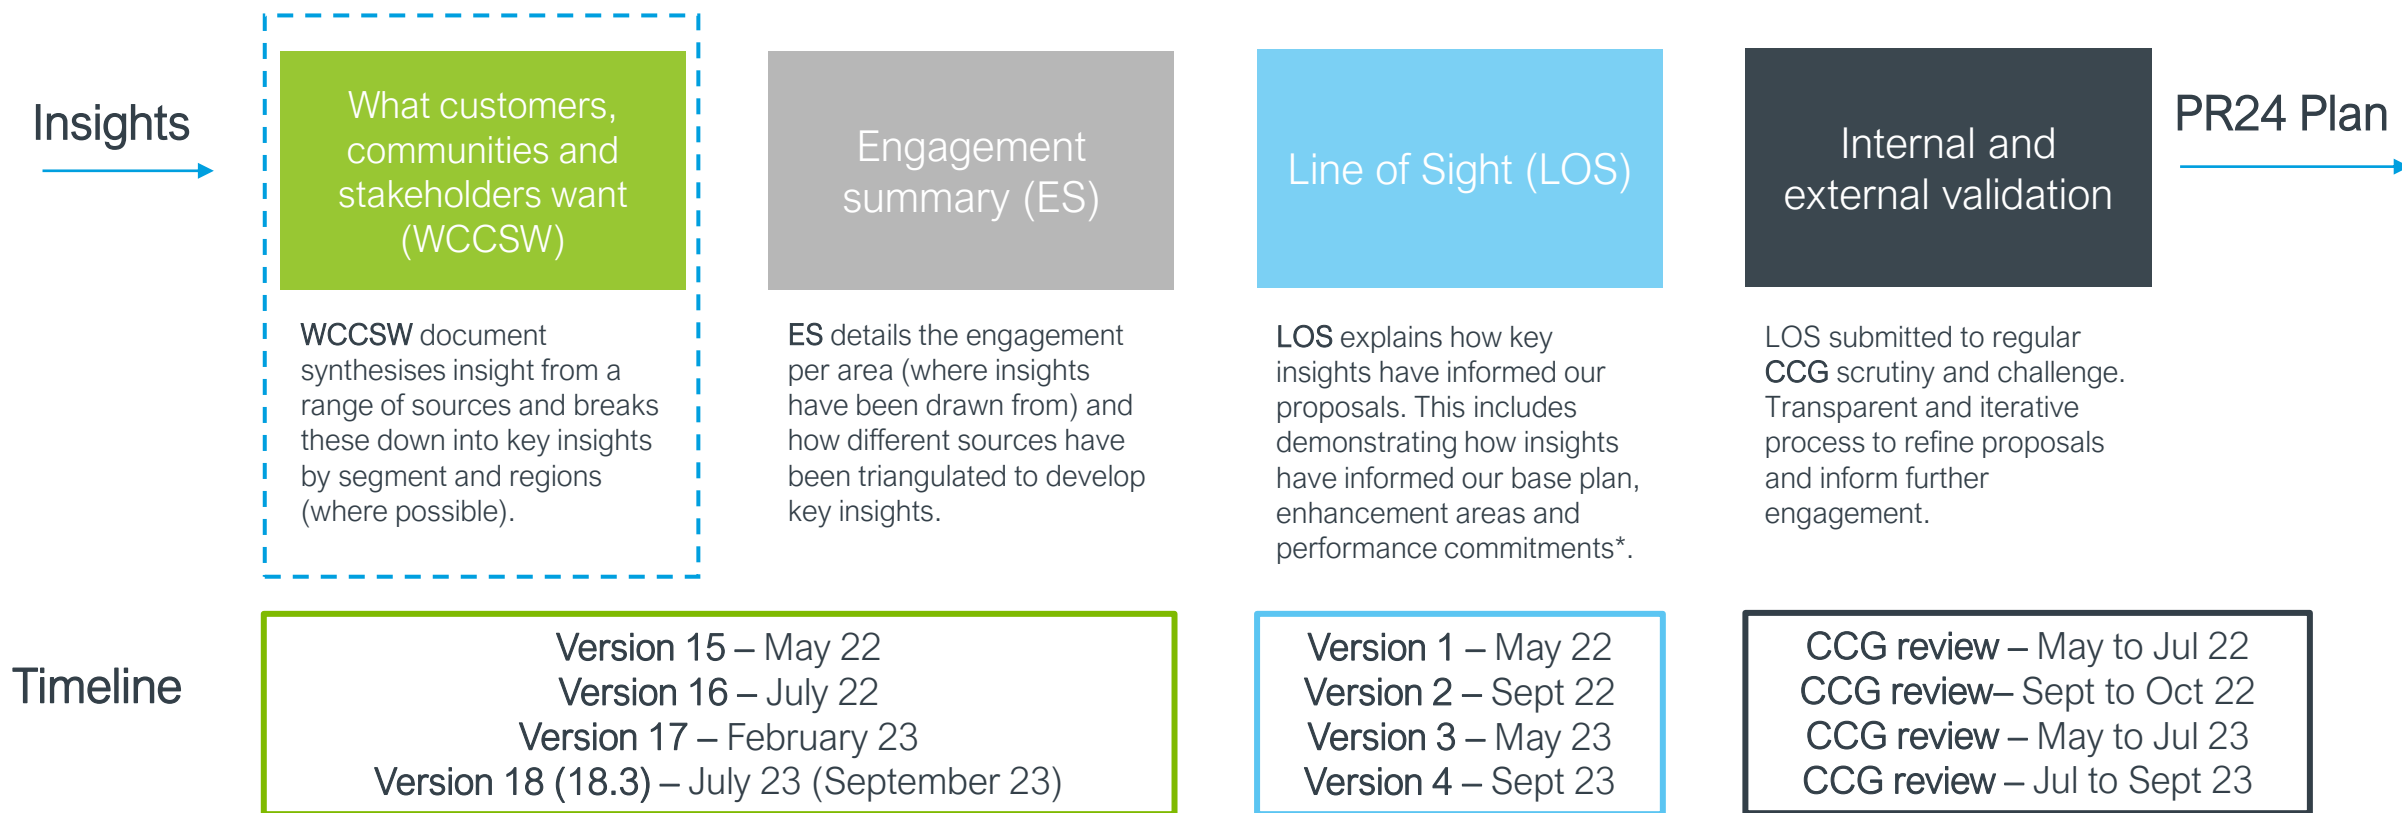 Insights
What customers,
communities and
stakeholders want
(WCCSW)
Engagement
summary (ES)
Line of Sight (LOS)
Internal and
external validation
PR24 Plan
WCCSW document
synthesises insight from a
range of sources and breaks
these down into key insights
by segment and regions
(where possible).
ES details the engagement
per area (where insights
have been drawn from) and
how different sources have
been triangulated to develop
key insights.
LOS explains how key
insights have informed our
proposals. This includes
demonstrating how insights
have informed our base plan,
enhancement areas and
performance commitments*.
LOS submitted to regular
CCG scrutiny and challenge.
Transparent and iterative
process to refine proposals
and inform further
engagement.
Timeline
Version 15 – May 22
Version 16 – July 22
Version 17 – February 23
Version 18 (18.3) – July 23 (September 23)
Version 1 – May 22
Version 2 – Sept 22
Version 3 – May 23
Version 4 – Sept 23
CCG review – May to Jul 22
CCG review– Sept to Oct 22
CCG review – May to Jul 23
CCG review – Jul to Sept 23